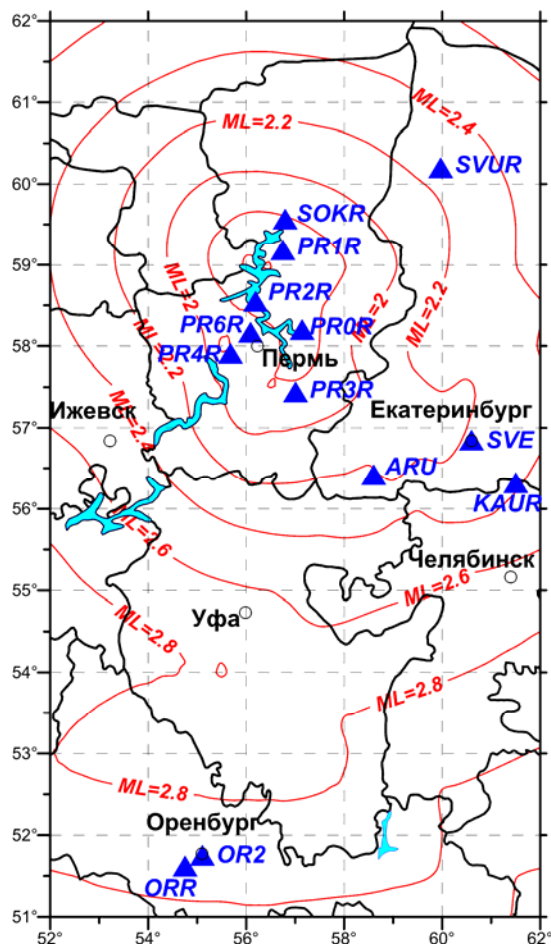 62°
61°
60°
59°
58°
57°
56°
55°
54°
53°
52°
51°
52
54
56
58
60
62
ML=2.2
ML=2.4
SVUR
SOKR
PR1R
ML=2
PR2R
ML=2
ML=2.2
PR6R
PR0R
ML=2.2
PR4R
Пермь
PR3R
Ижевск
Екатеринбург
ML=2.4
SVE
ARU
KAUR
ML=2.6
Челябинск
ML=2.6
Уфа
ML=2.8
ML=2.8
ML=2.8
Оренбург
OR2
ORR